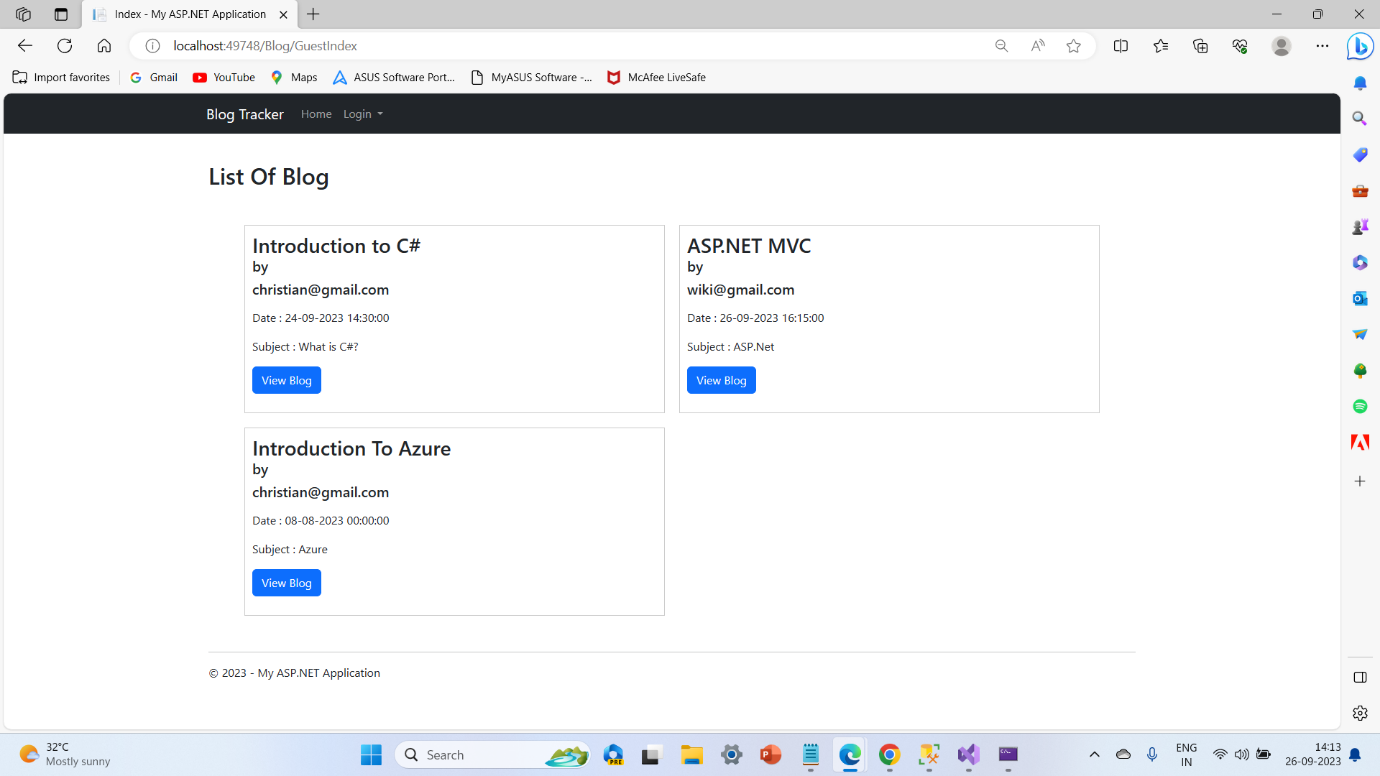 Index - My ASP.NET Application
localhost:49748/Blog/GuestIndex
Import favorites
Gmail
YouTube
Maps
ASUS Software Port...
MyASUS Software -...
McAfee LiveSafe
Blog Tracker
Home
Login
List Of Blog
Introduction to C#
by
christian@gmail.com
Date : 24-09-2023 14:30:00
Subject : What is C#?
View Blog
ASP.NET MVC
by
wiki@gmail.com
Date : 26-09-2023 16:15:00
Subject : ASP.Net
View Blog
Introduction To Azure
by
christian@gmail.com
Date : 08-08-2023 00:00:00
Subject : Azure
View Blog
© 2023 - My ASP.NET Application
32°C
Mostly sunny
Search
PRE
ENG
IN
14:13
26-09-2023